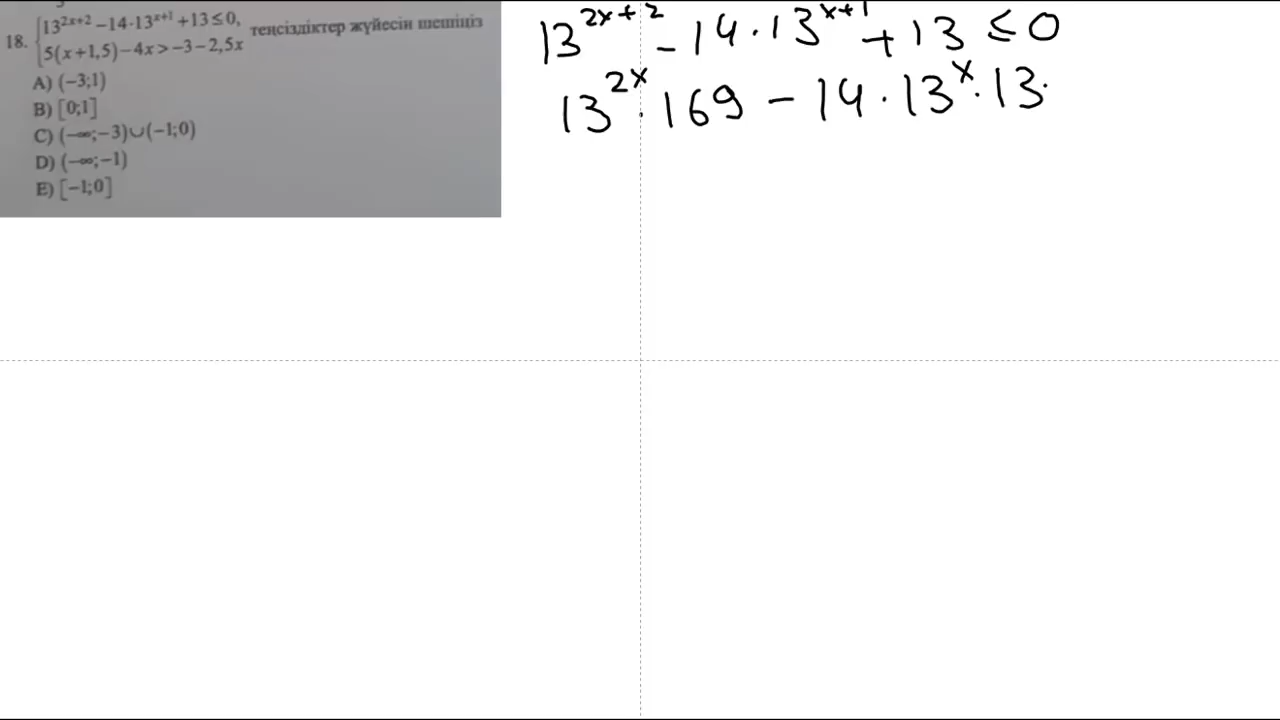 18. { 13^{2x+2} − 14·13^{x+1} + 13 ≤ 0,
5(x+1,5) − 4x > −3 − 2,5x теңсіздіктер жүйесін шешіңіз
A) (−3;1)
B) [0;1]
C) (−∞;−3)∪(−1;0)
D) (−∞;−1)
E) [−1;0]
13^{2x+2} − 14·13^{x+1} + 13 ≤ 0
13^{2x}·169 − 14·13^{x}·13·